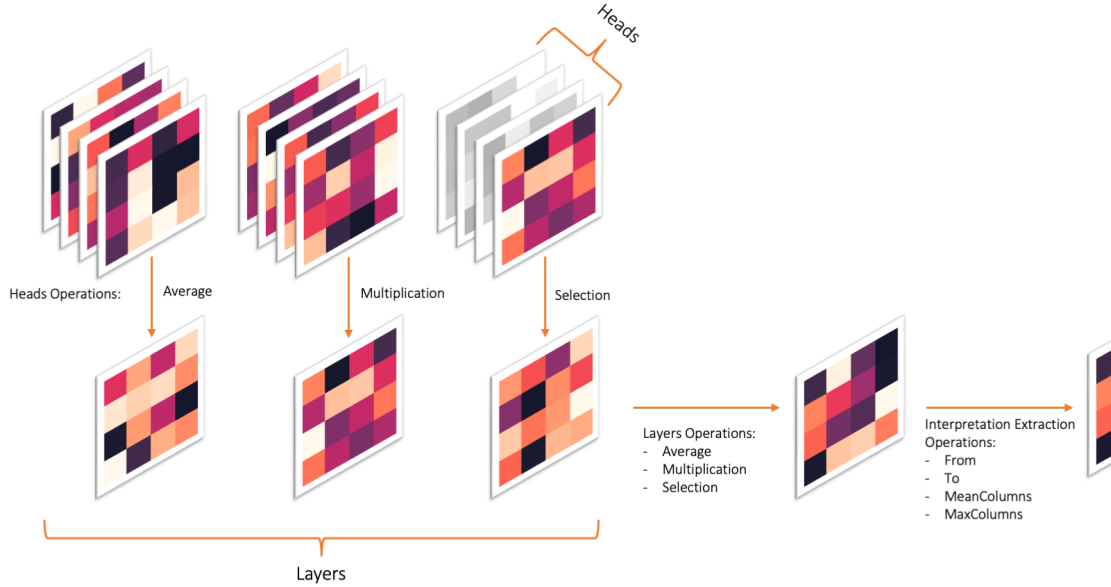 Heads
Heads Operations:
Average
Multiplication
Selection
Layers Operations:
- Average
- Multiplication
- Selection
Interpretation Extraction
Operations:
- From
- To
- MeanColumns
- MaxColumns
Layers